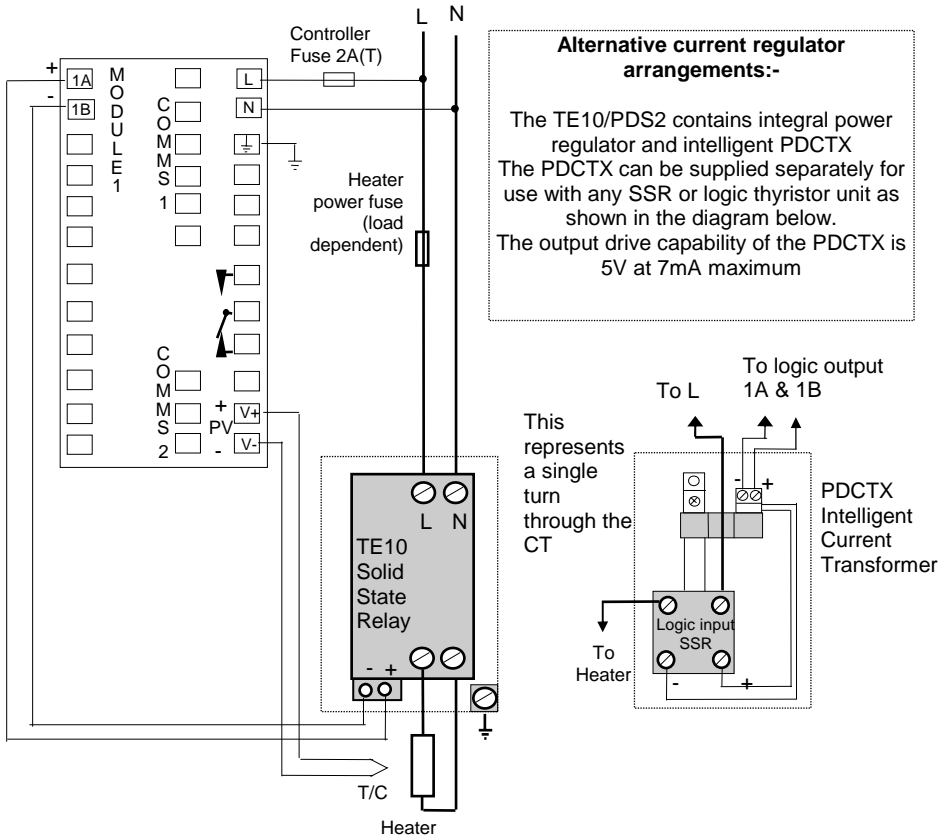 L N
Controller
Fuse 2A(T)
+
1A
-
1B
MODULE 1
COMMS 1
L
N
Heater
power fuse
(load
dependent)
COMMS 2
+
PV
-
V+
V-
TE10
Solid
State
Relay
L N
- +
T/C
Heater
Alternative current regulator
arrangements:-
The TE10/PDS2 contains integral power
regulator and intelligent PDCTX
The PDCTX can be supplied separately for
use with any SSR or logic thyristor unit as
shown in the diagram below.
The output drive capability of the PDCTX is
5V at 7mA maximum
To L
To logic output
1A & 1B
This
represents
a single
turn
through the
CT
- +
PDCTX
Intelligent
Current
Transformer
Logic input
SSR
- +
To
Heater